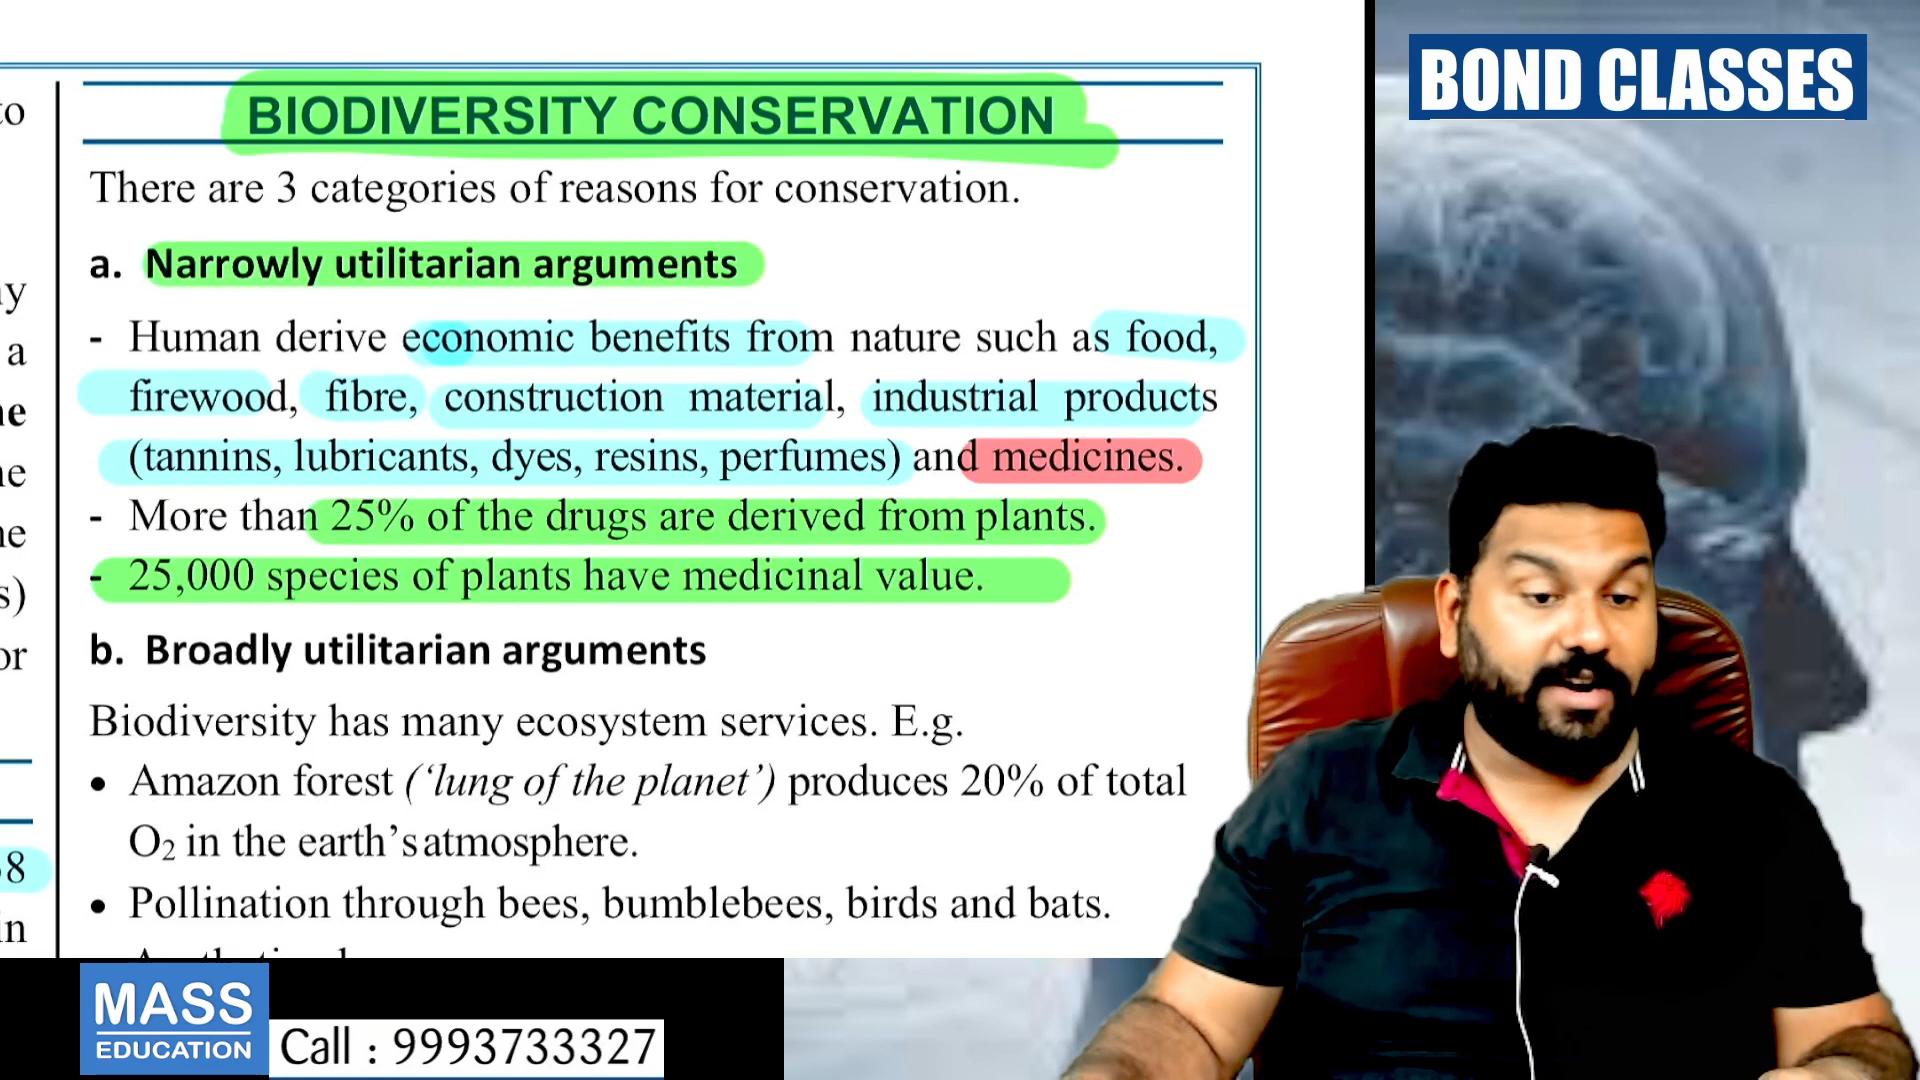 BOND CLASSES
to
BIODIVERSITY CONSERVATION
There are 3 categories of reasons for conservation.
a. Narrowly utilitarian arguments
- Human derive economic benefits from nature such as food,
firewood, fibre, construction material, industrial products
(tannins, lubricants, dyes, resins, perfumes) and medicines.
- More than 25% of the drugs are derived from plants.
- 25,000 species of plants have medicinal value.
b. Broadly utilitarian arguments
Biodiversity has many ecosystem services. E.g.
• Amazon forest (‘lung of the planet’) produces 20% of total
O₂ in the earth’s atmosphere.
• Pollination through bees, bumblebees, birds and bats.
a
s)
or
8
in
MASS
EDUCATION
Call : 9993733327